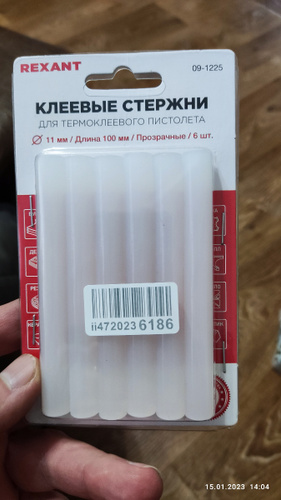 REXANT
09-1225
КЛЕЕВЫЕ СТЕРЖНИ
ДЛЯ ТЕРМОКЛЕЕВОГО ПИСТОЛЕТА
11 мм / Длина 100 мм / Прозрачные / 6 шт.
ii472023 6186
15.01.2023 14:04